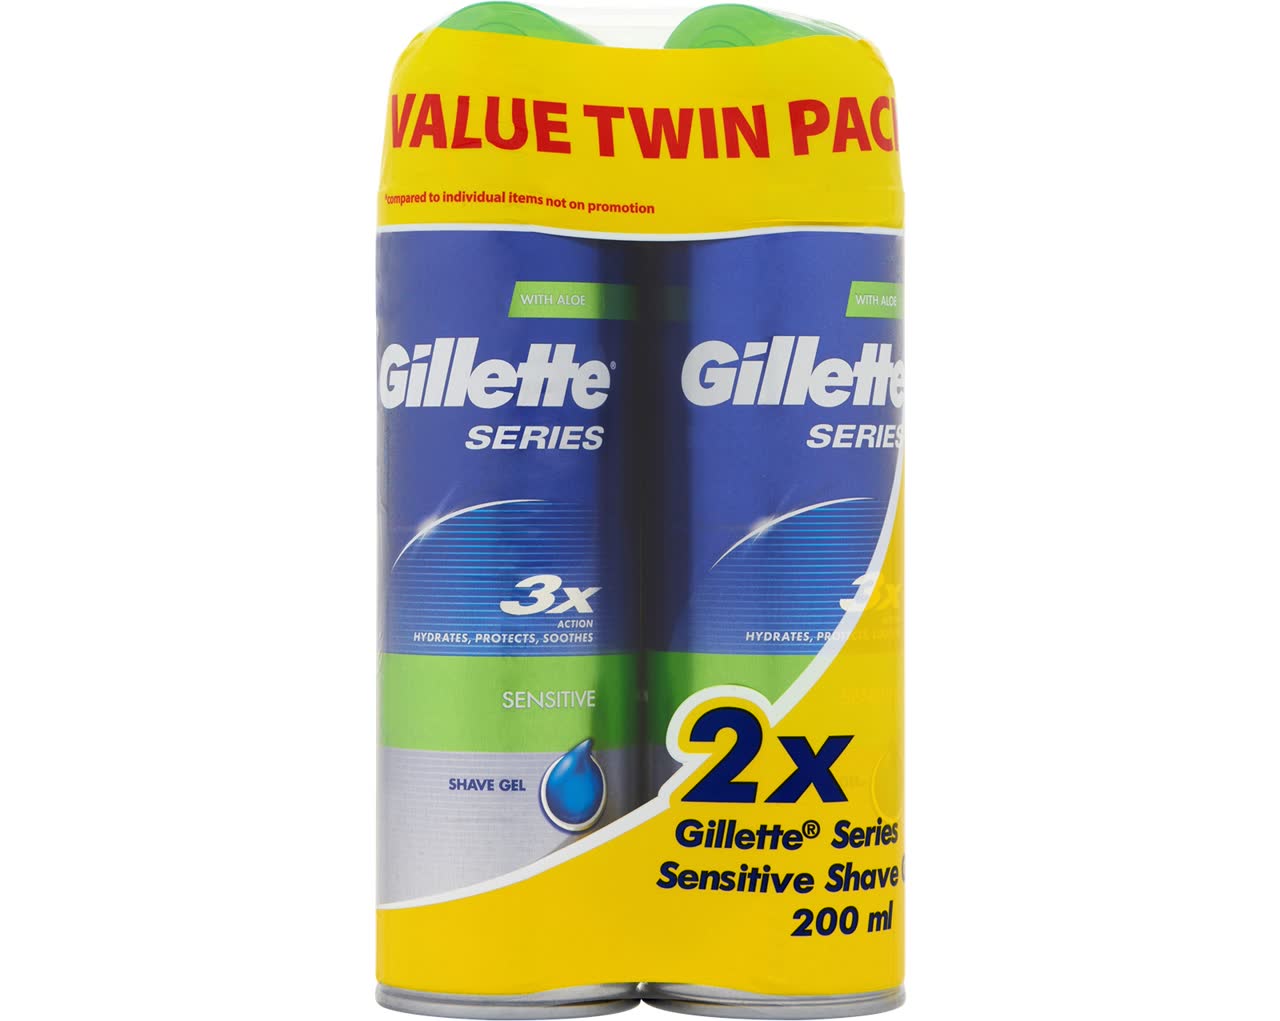 VALUE TWIN PAC
*compared to individual items not on promotion
WITH ALOE
Gillette®
SERIES
3x
ACTION
HYDRATES, PROTECTS, SOOTHES
SENSITIVE
SHAVE GEL
WITH ALOE
Gillette
SERIES
3x
HYDRATES, PROTECTS,
2x
Gillette® Series
Sensitive Shave
200 ml